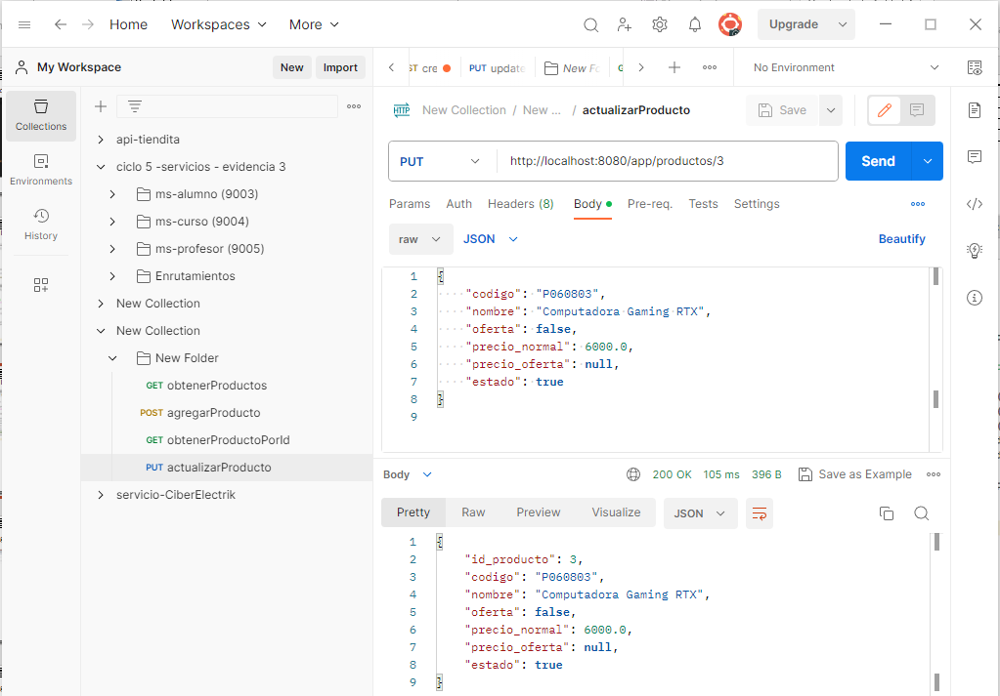 Home Workspaces More Upgrade
My Workspace New Import
ST cre PUT update New Fo No Environment
Collections
Environments
History
api-tiendita
ciclo 5 -servicios - evidencia 3
ms-alumno (9003)
ms-curso (9004)
ms-profesor (9005)
Enrutamientos
New Collection
New Collection
New Folder
GET obtenerProductos
POST agregarProducto
GET obtenerProductoPorId
PUT actualizarProducto
servicio-CiberElectrik
HTTP New Collection / New ... / actualizarProducto Save
PUT http://localhost:8080/app/productos/3 Send
Params Auth Headers (8) Body Pre-req. Tests Settings
raw JSON Beautify
1 {
2 "codigo": "P060803",
3 "nombre": "Computadora Gaming RTX",
4 "oferta": false,
5 "precio_normal": 6000.0,
6 "precio_oferta": null,
7 "estado": true
8 }
9
Body 200 OK 105 ms 396 B Save as Example
Pretty Raw Preview Visualize JSON
1 {
2 "id_producto": 3,
3 "codigo": "P060803",
4 "nombre": "Computadora Gaming RTX",
5 "oferta": false,
6 "precio_normal": 6000.0,
7 "precio_oferta": null,
8 "estado": true
9 }